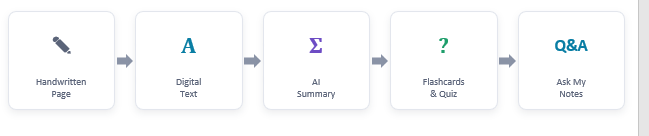 A
Σ
?
Q&A
Handwritten
Page
Digital
Text
AI
Summary
Flashcards
& Quiz
Ask My
Notes